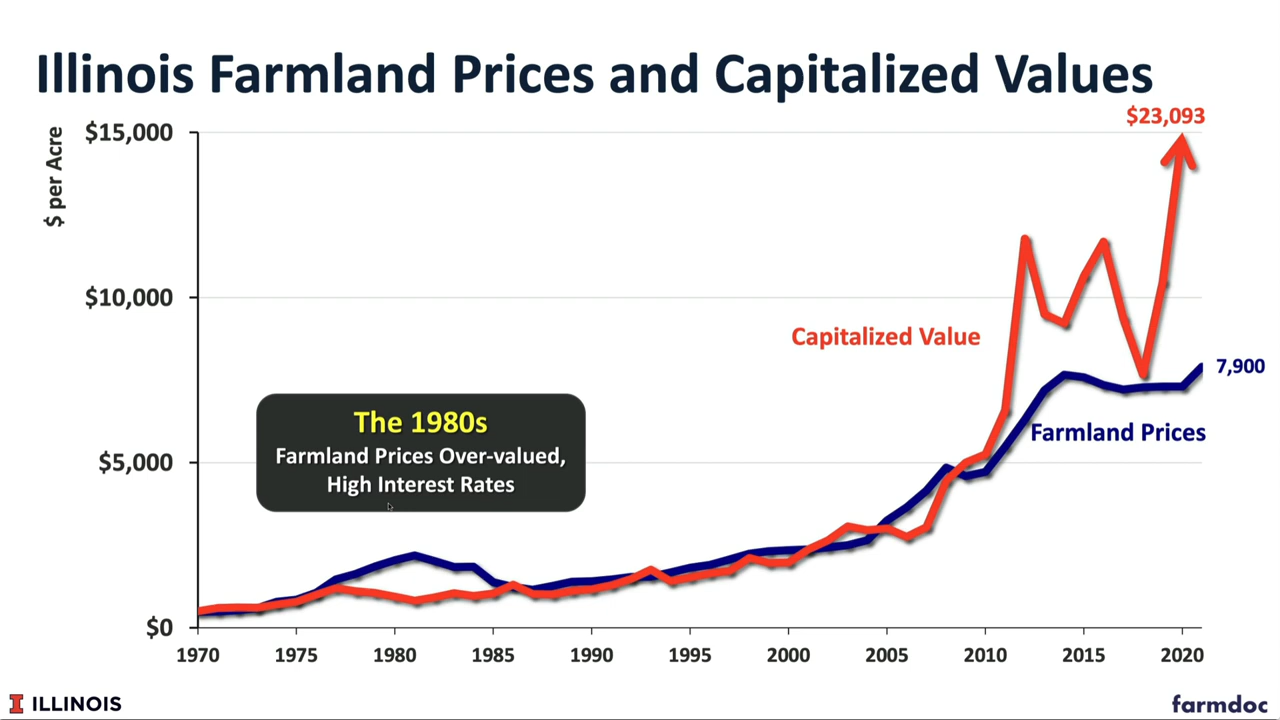 Illinois Farmland Prices and Capitalized Values
$23,093
$ per Acre
$15,000
$10,000
$5,000
$0
Capitalized Value
7,900
Farmland Prices
The 1980s
Farmland Prices Over-valued,
High Interest Rates
1970 1975 1980 1985 1990 1995 2000 2005 2010 2015 2020
I ILLINOIS
farmdoc